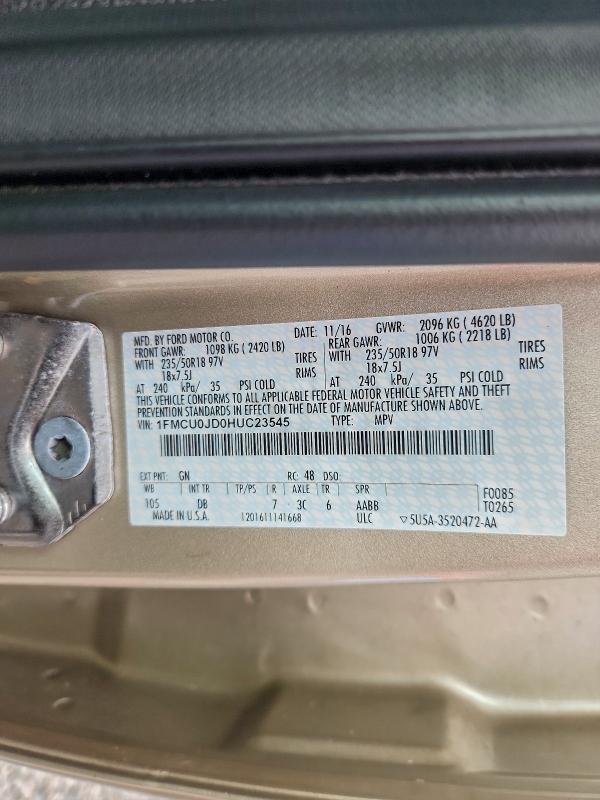 MFD. BY FORD MOTOR CO. DATE: 11/16 GVWR: 2096 KG ( 4620 LB)
FRONT GAWR: 1098 KG ( 2420 LB) REAR GAWR: 1006 KG ( 2218 LB)
WITH 235/50R18 97V TIRES WITH 235/50R18 97V TIRES
18x7.5J RIMS 18x7.5J RIMS
AT 240 kPa/ 35 PSI COLD AT 240 kPa/ 35 PSI COLD
THIS VEHICLE CONFORMS TO ALL APPLICABLE FEDERAL MOTOR VEHICLE SAFETY AND THEFT
PREVENTION STANDARDS IN EFFECT ON THE DATE OF MANUFACTURE SHOWN ABOVE.
VIN: 1FMCU0JD0HUC23545 TYPE: MPV
EXT PNT: GN RC: 48 DSO:
WB INT TR TP/PS R AXLE TR SPR F0085
105 DB 7 3C 6 AABB T0265
MADE IN U.S.A. 1201611141668 ULC ▽5U5A-3520472-AA